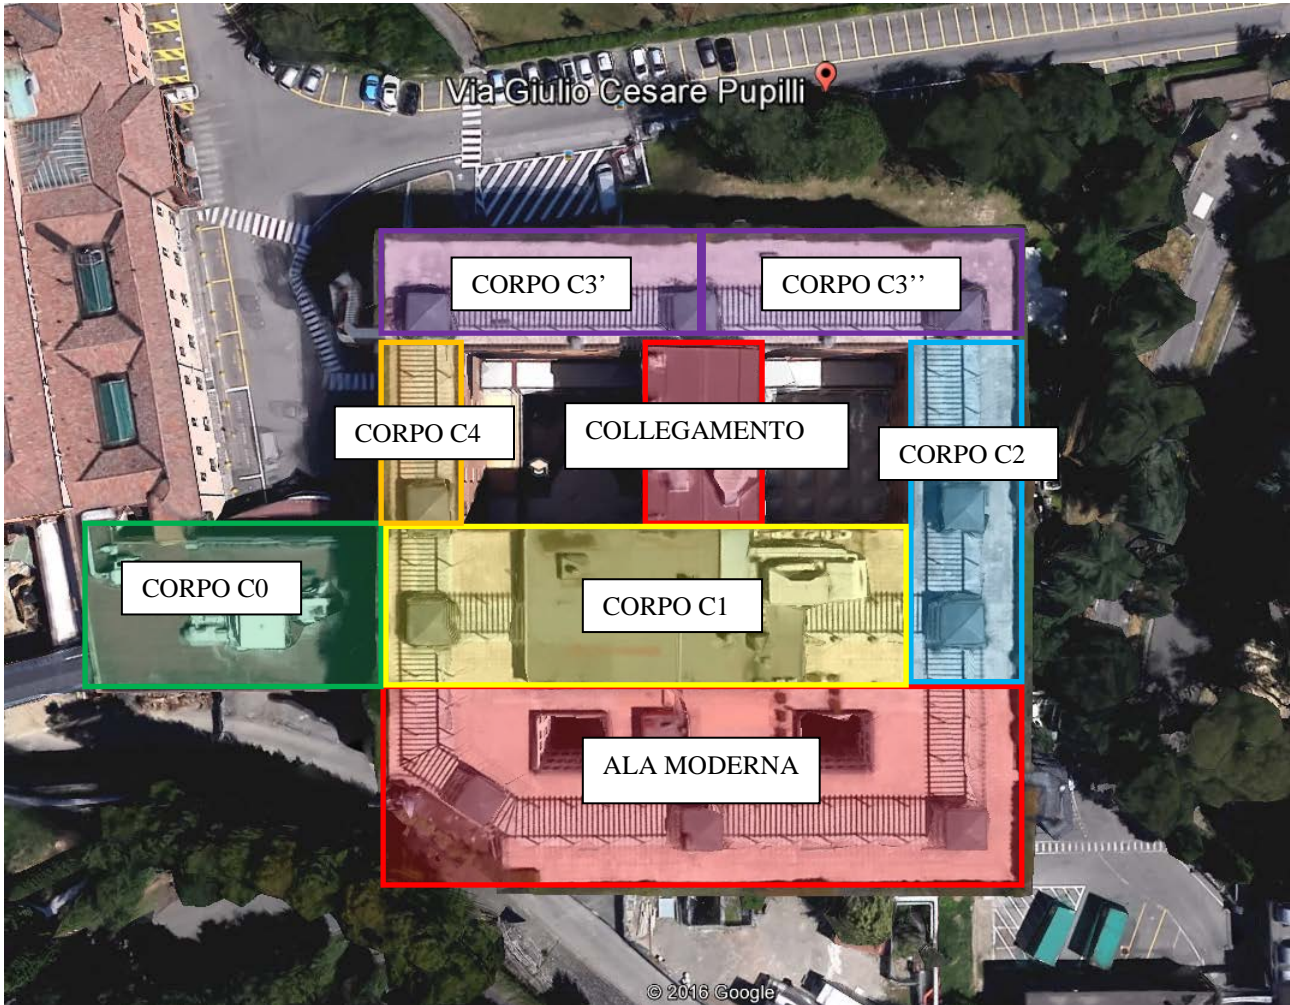 Via Giulio Cesare Pupilli
CORPO C3'
CORPO C3''
CORPO C4
COLLEGAMENTO
CORPO C2
CORPO C0
CORPO C1
ALA MODERNA
© 2016 Google